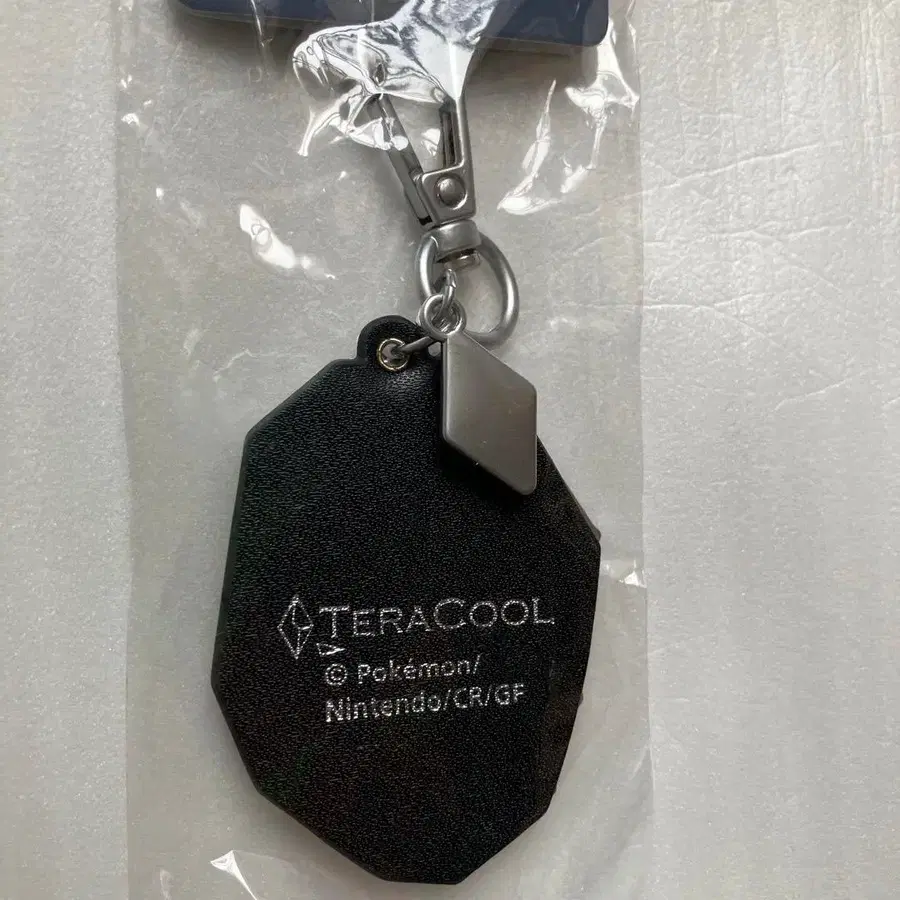 TERACOOL
© Pokémon/
Nintendo/CR/GF